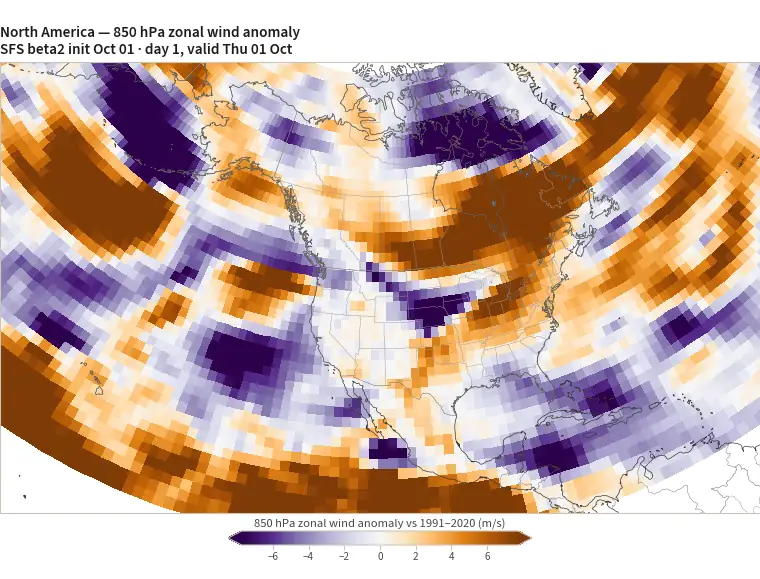 North America — 850 hPa zonal wind anomaly
SFS beta2 init Oct 01 · day 1, valid Thu 01 Oct
850 hPa zonal wind anomaly vs 1991–2020 (m/s)
−6 −4 −2 0 2 4 6